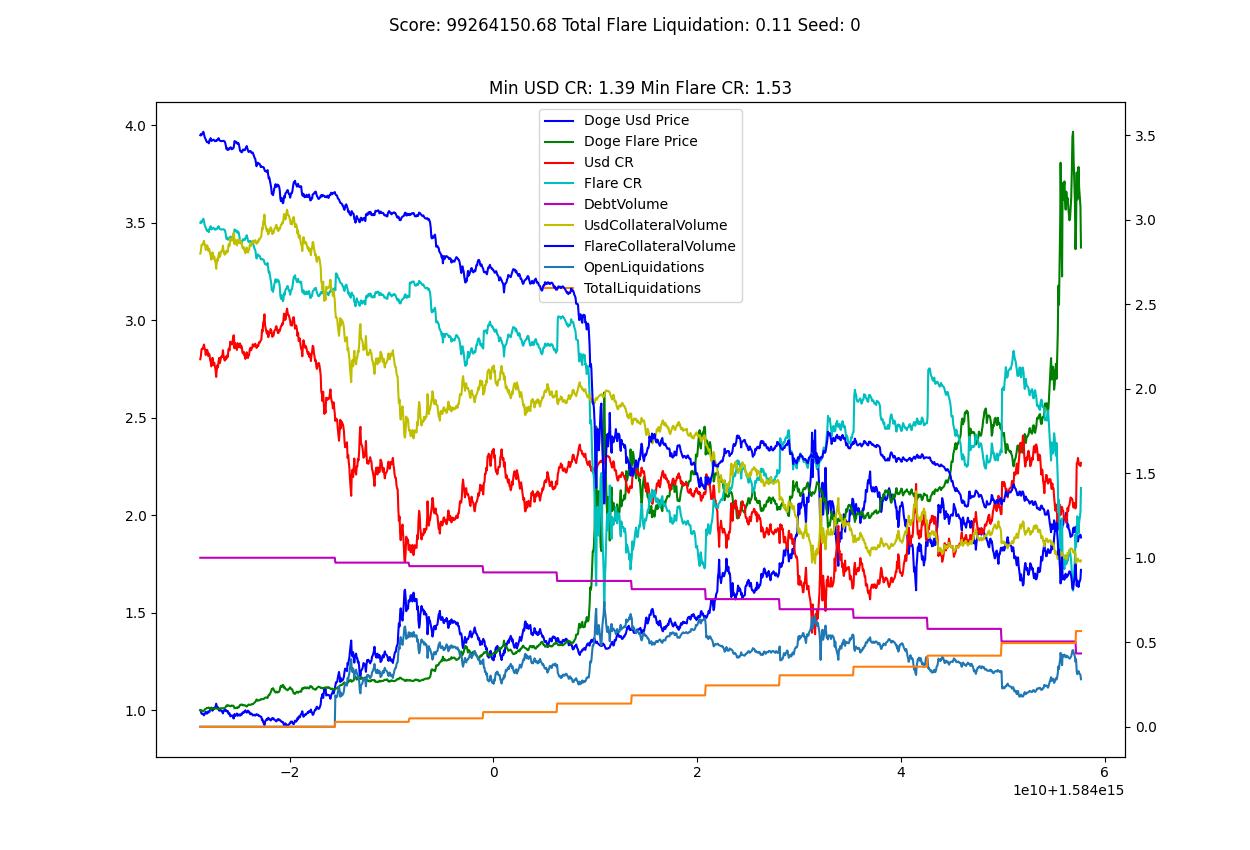 Score: 99264150.68 Total Flare Liquidation: 0.11 Seed: 0
Min USD CR: 1.39 Min Flare CR: 1.53
Doge Usd Price
Doge Flare Price
Usd CR
Flare CR
DebtVolume
UsdCollateralVolume
FlareCollateralVolume
OpenLiquidations
TotalLiquidations
4.0
3.5
3.0
2.5
2.0
1.5
1.0
3.5
3.0
2.5
2.0
1.5
1.0
0.5
0.0
−2 0 2 4 6
1e10+1.584e15